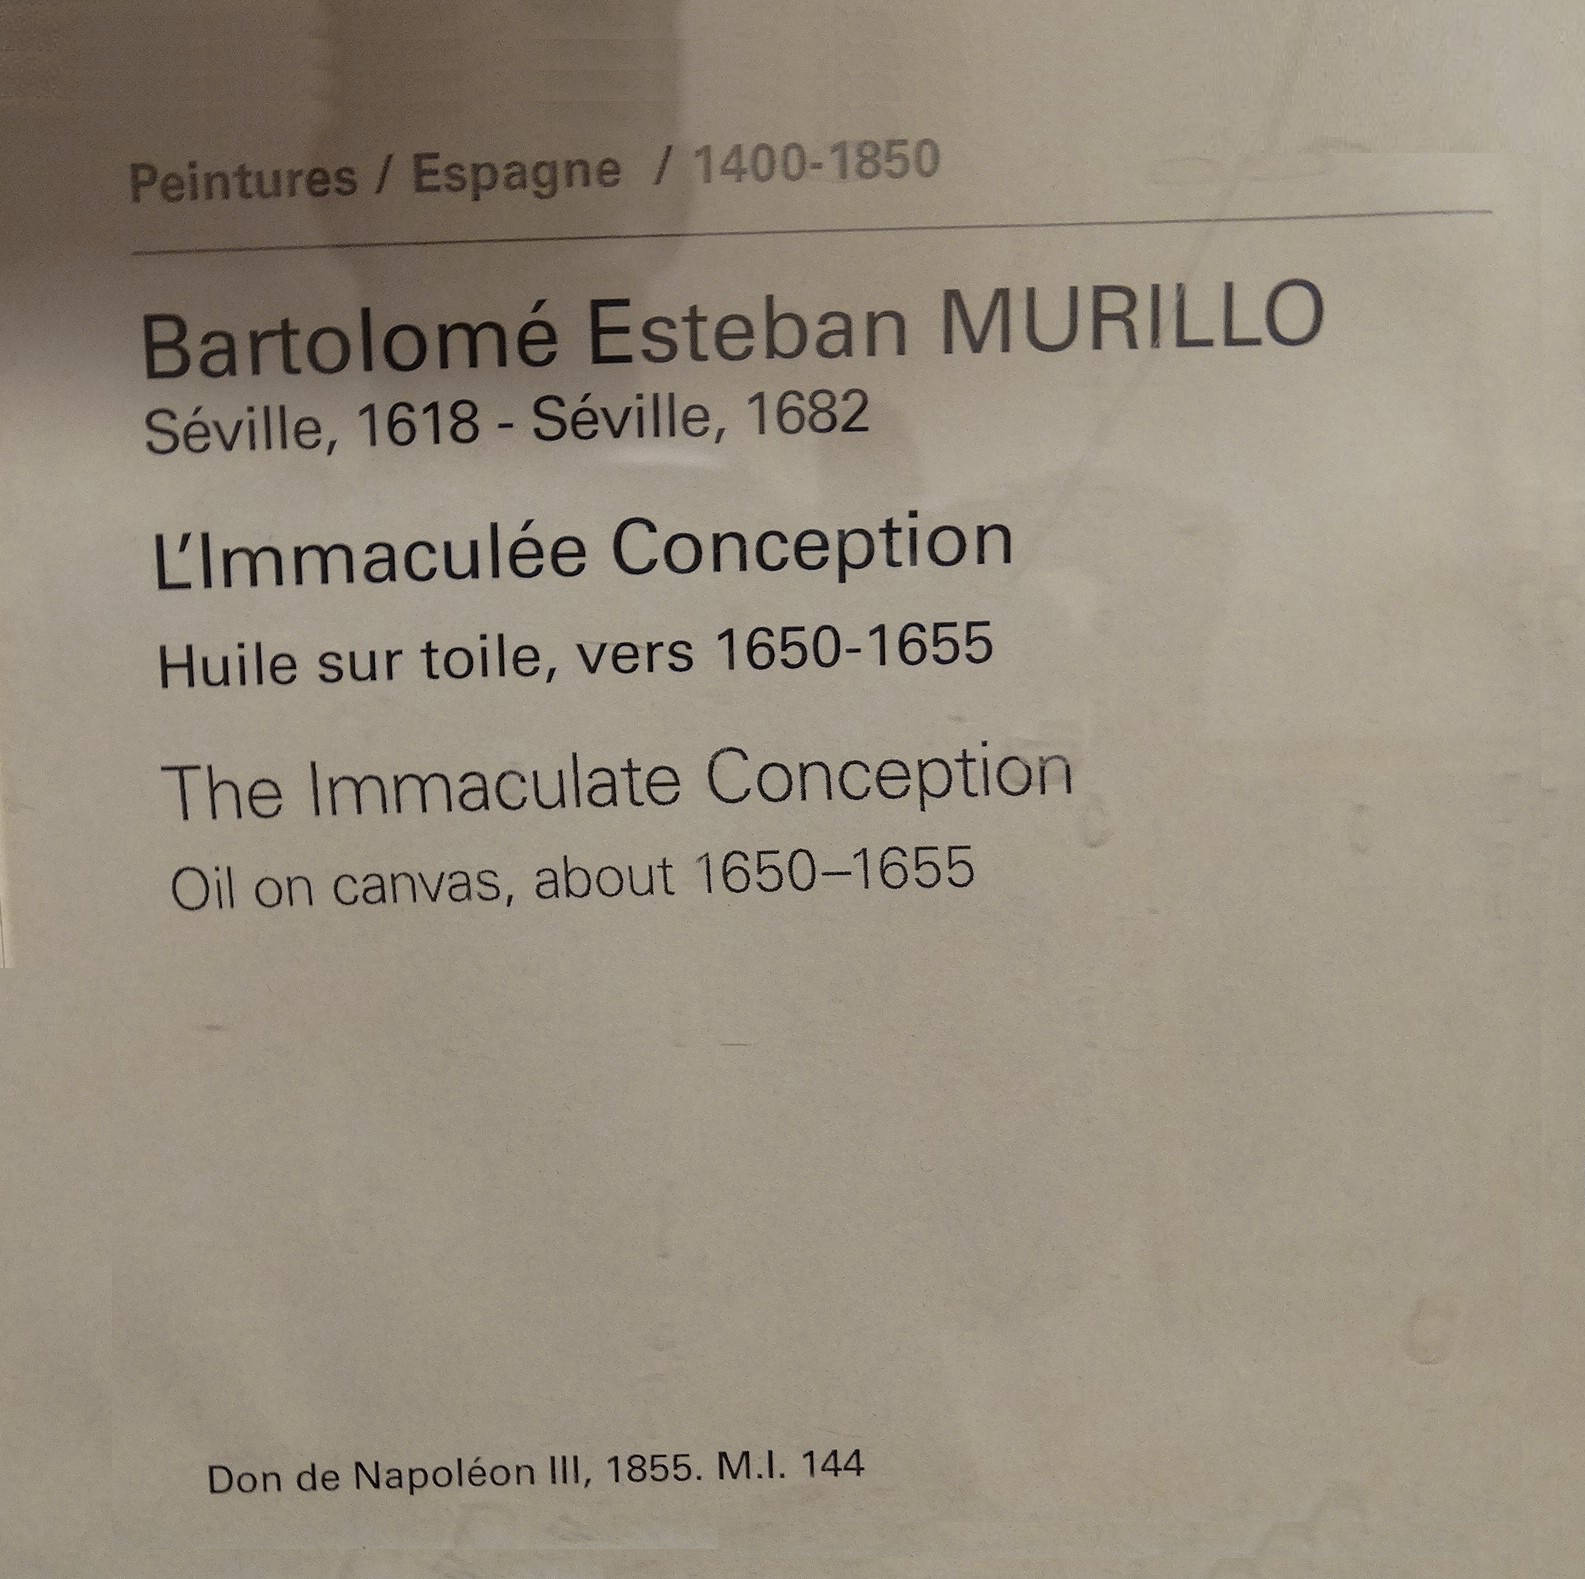 Peintures / Espagne / 1400-1850
Bartolomé Esteban MURILLO
Séville, 1618 - Séville, 1682
L'Immaculée Conception
Huile sur toile, vers 1650-1655
The Immaculate Conception
Oil on canvas, about 1650–1655
Don de Napoléon III, 1855. M.I. 144